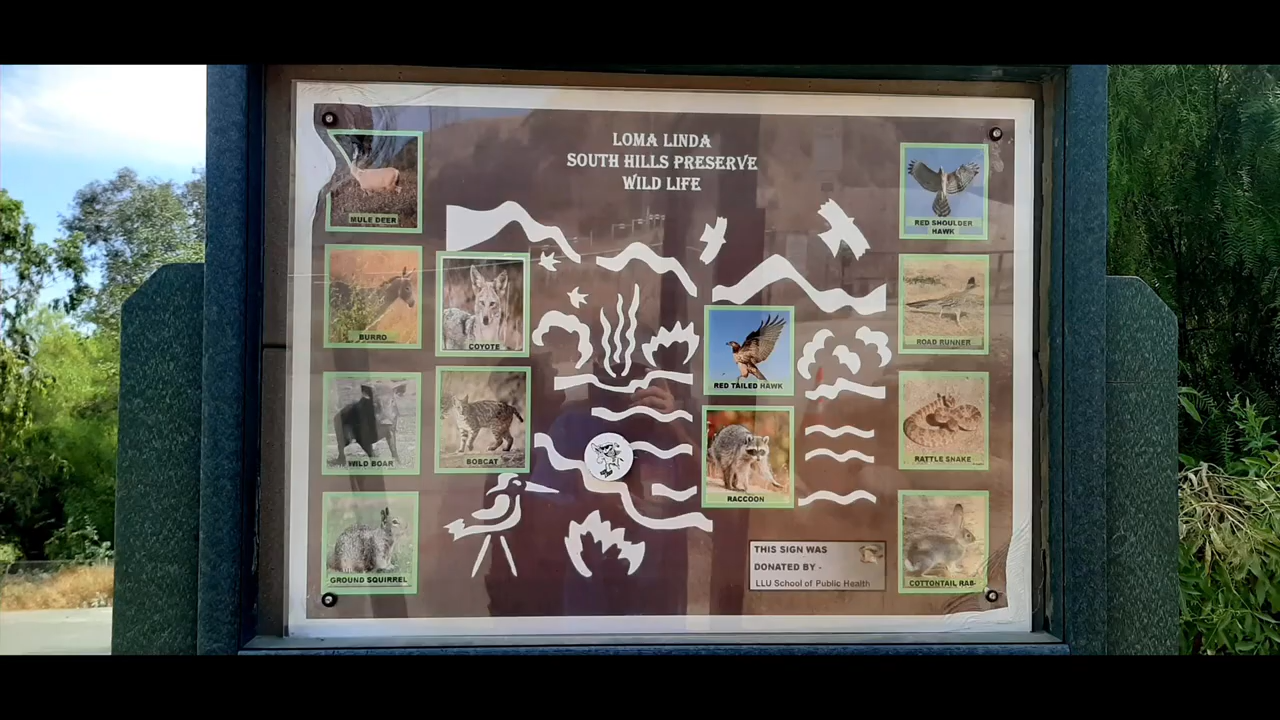 LOMA LINDA
SOUTH HILLS PRESERVE
WILD LIFE
MULE DEER
RED SHOULDER
HAWK
BURRO
COYOTE
ROAD RUNNER
RED TAILED HAWK
WILD BOAR
BOBCAT
RATTLE SNAKE
RACCOON
GROUND SQUIRREL
COTTONTAIL RAB
THIS SIGN WAS
DONATED BY -
LLU School of Public Health